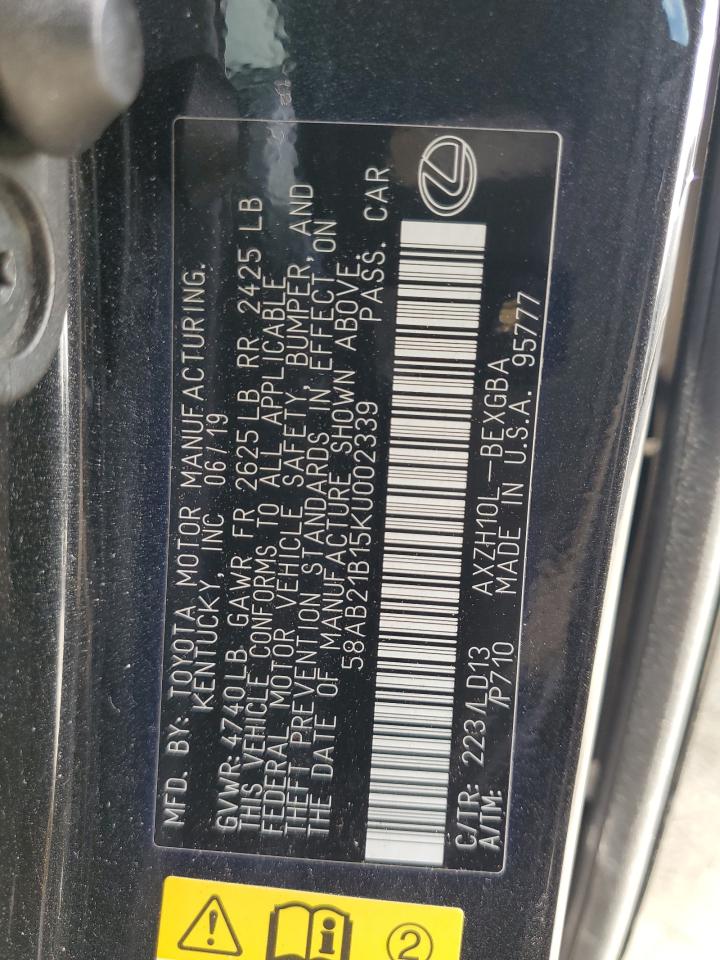 MFD. BY: TOYOTA MOTOR MANUFACTURING.
KENTUCKY, INC 06/19
GVWR: 4740LB GAWR FR 2625 LB RR 2425 LB
THIS VEHICLE CONFORMS TO ALL APPLICABLE
FEDERAL MOTOR VEHICLE SAFETY, BUMPER, AND
THEFT PREVENTION STANDARDS IN EFFECT ON
THE DATE OF MANUFACTURE SHOWN ABOVE.
58AB21B15KU002339 PASS. CAR
C/TR: 223/LD13 AXZH10L-BEXGBA
A/TM: /P710 MADE IN U.S.A. 95777
2